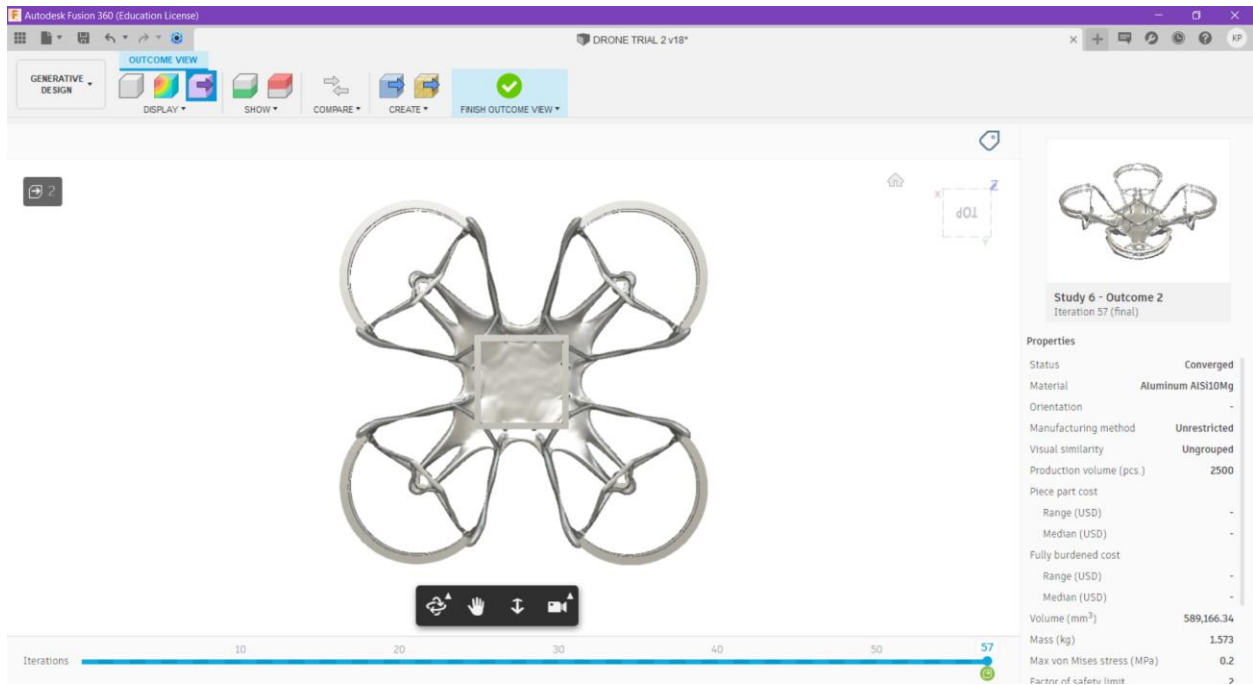 Autodesk Fusion 360 (Education License)
DRONE TRIAL 2 v18*
KP
OUTCOME VIEW
GENERATIVE
DESIGN
DISPLAY
SHOW
COMPARE
CREATE
FINISH OUTCOME VIEW
2
X
Z
TOP
Y
Study 6 - Outcome 2
Iteration 57 (final)
Properties
Status Converged
Material Aluminum AlSi10Mg
Orientation -
Manufacturing method Unrestricted
Visual similarity Ungrouped
Production volume (pcs.) 2500
Piece part cost
Range (USD) -
Median (USD) -
Fully burdened cost
Range (USD) -
Median (USD) -
Volume (mm³) 589,166.34
Mass (kg) 1.573
Max von Mises stress (MPa) 0.2
Factor of safety limit 2
Iterations 10 20 30 40 50 57